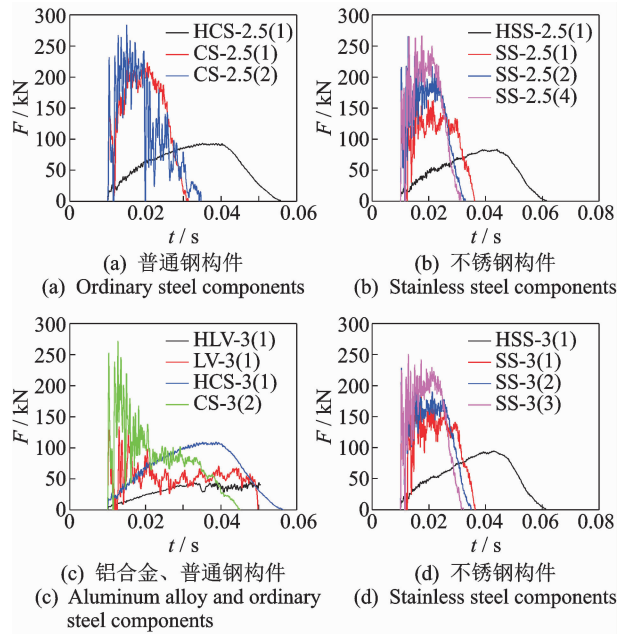 300
250
200
150
100
50
0
F / kN
HCS-2.5(1)
CS-2.5(1)
CS-2.5(2)
0 0.02 0.04 0.06
t / s
(a) 普通钢构件
(a) Ordinary steel components
300
250
200
150
100
50
0
F / kN
HSS-2.5(1)
SS-2.5(1)
SS-2.5(2)
SS-2.5(4)
0.02 0.04 0.06 0.08
t / s
(b) 不锈钢构件
(b) Stainless steel components
300
250
200
150
100
50
0
F / kN
HLV-3(1)
LV-3(1)
HCS-3(1)
CS-3(2)
0.02 0.04 0.06
t / s
(c) 铝合金、普通钢构件
(c) Aluminum alloy and ordinary
steel components
300
250
200
150
100
50
0
F / kN
HSS-3(1)
SS-3(1)
SS-3(2)
SS-3(3)
0.02 0.04 0.06 0.08
t / s
(d) 不锈钢构件
(d) Stainless steel components